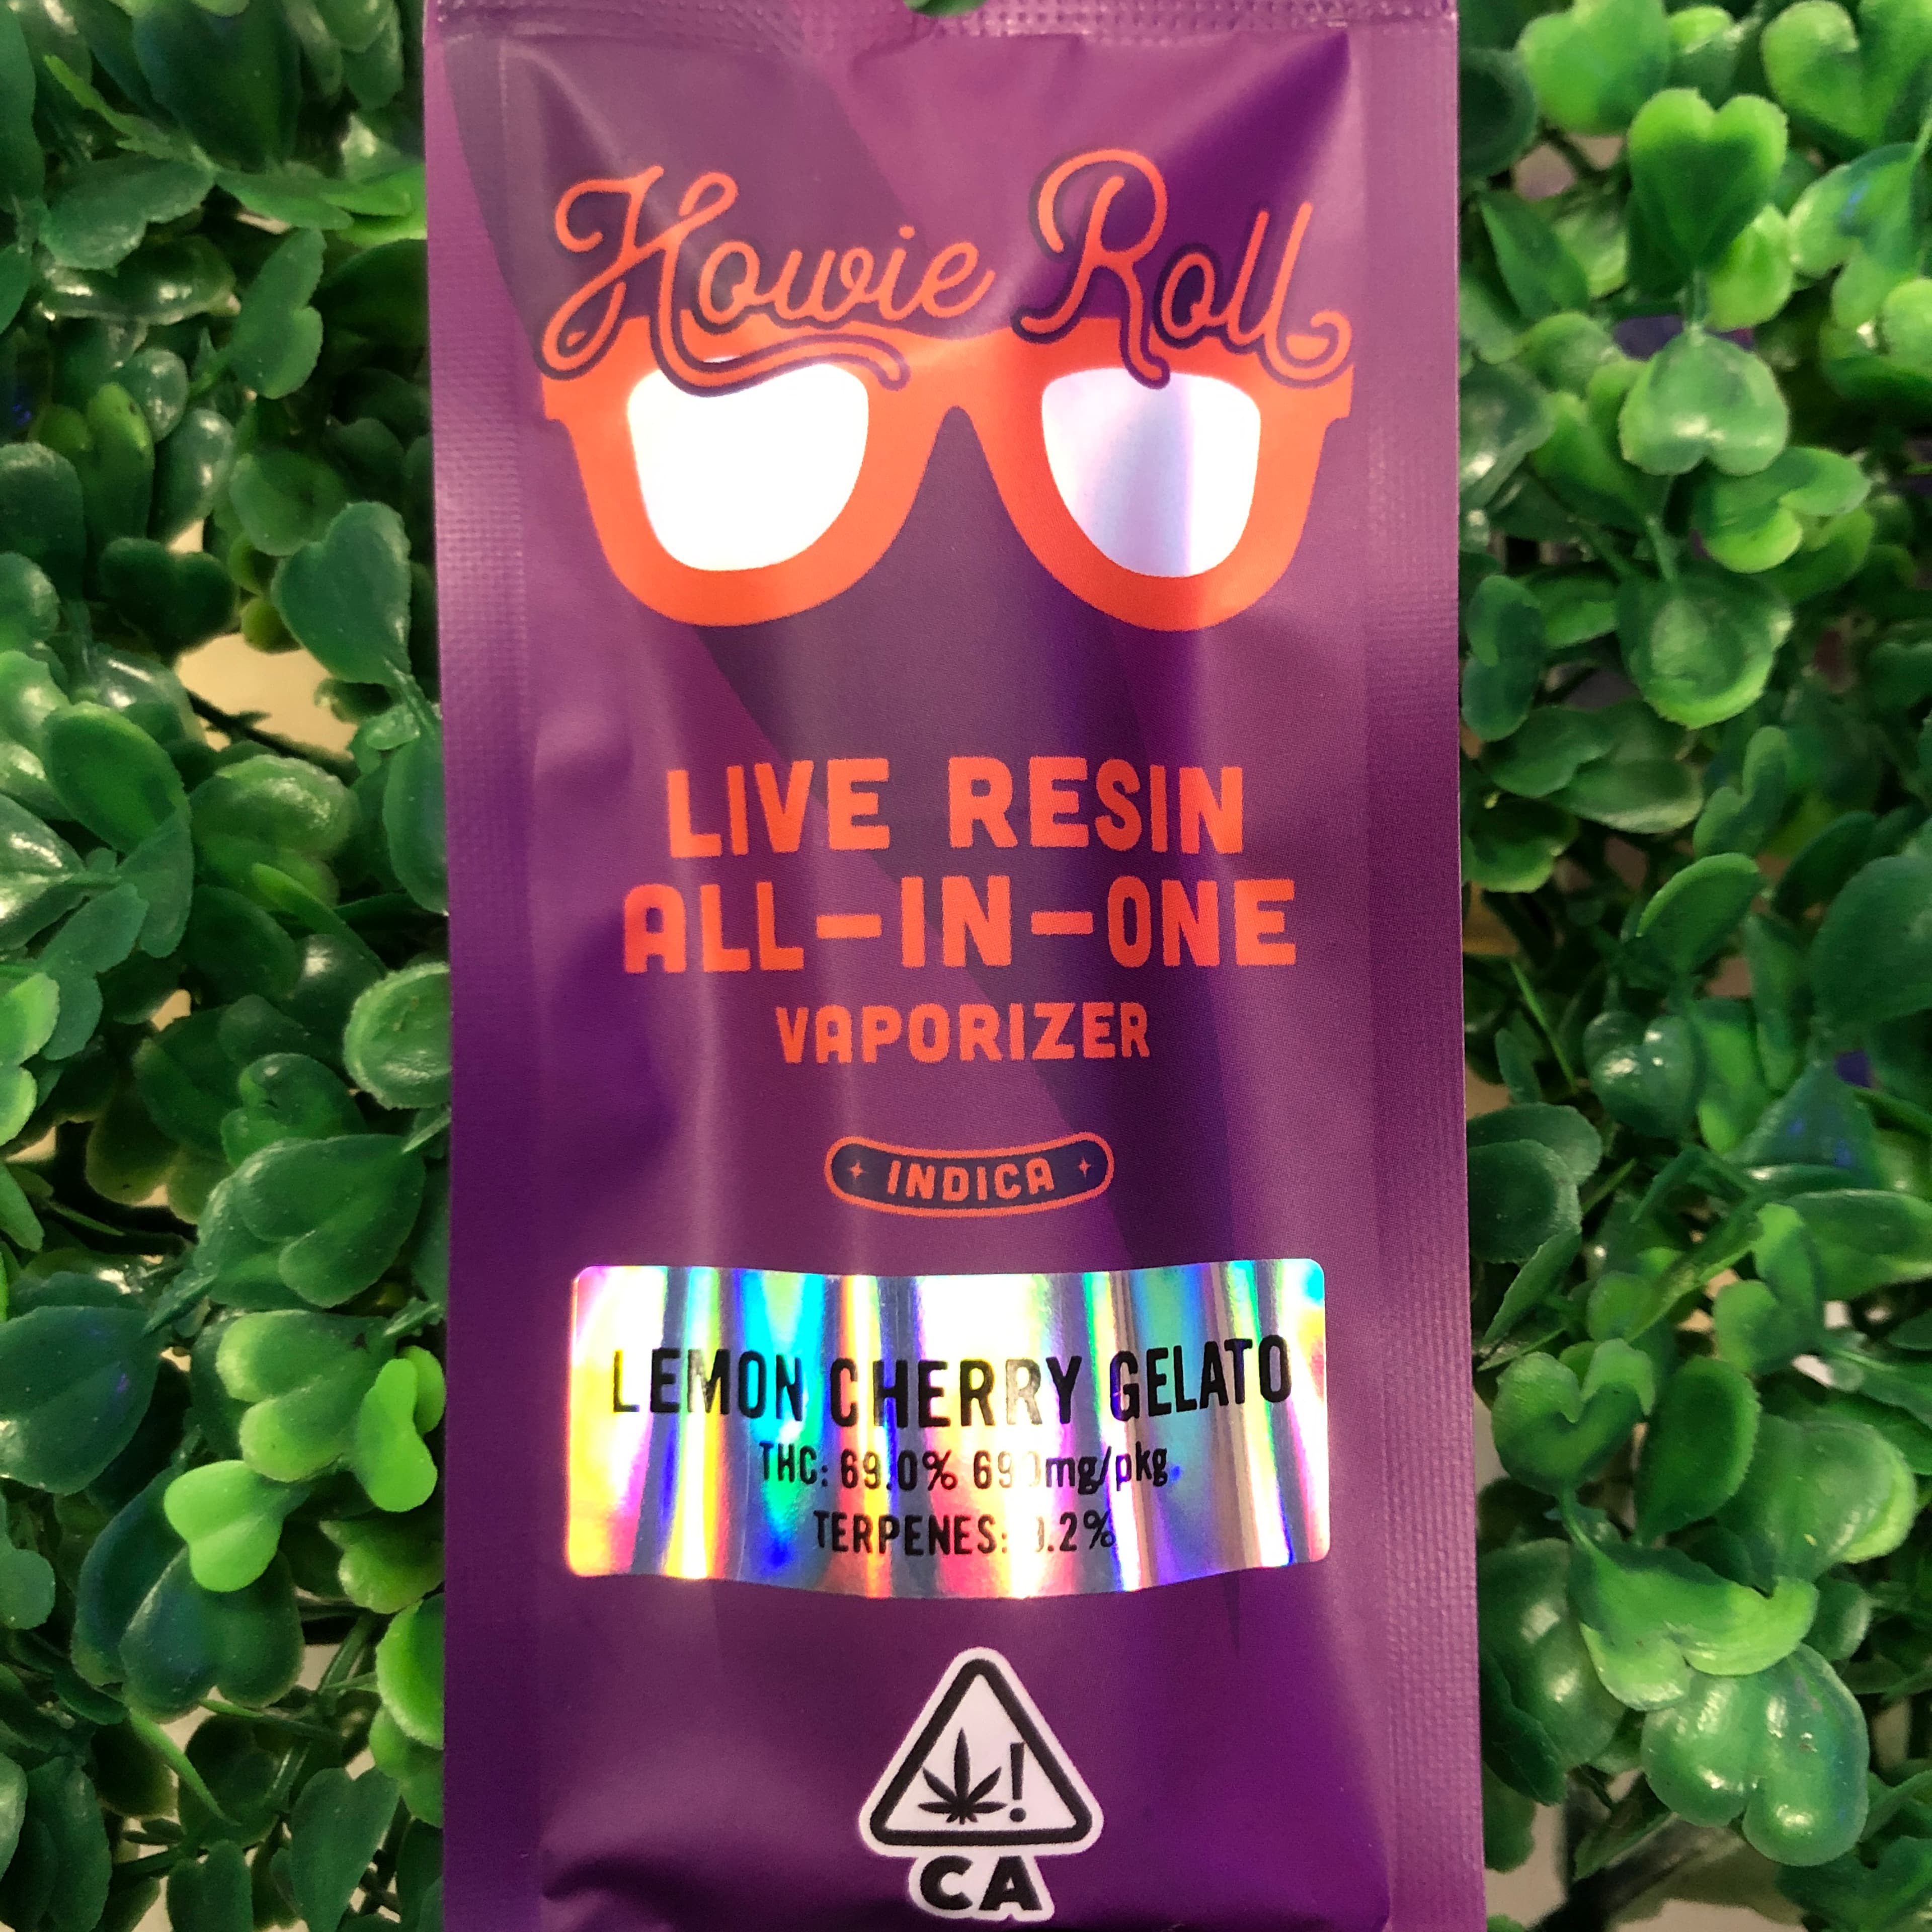 Howie Roll
LIVE RESIN
ALL-IN-ONE
VAPORIZER
INDICA
LEMON CHERRY GELATO
THC: 69.0%
TERPENES:
!
CA